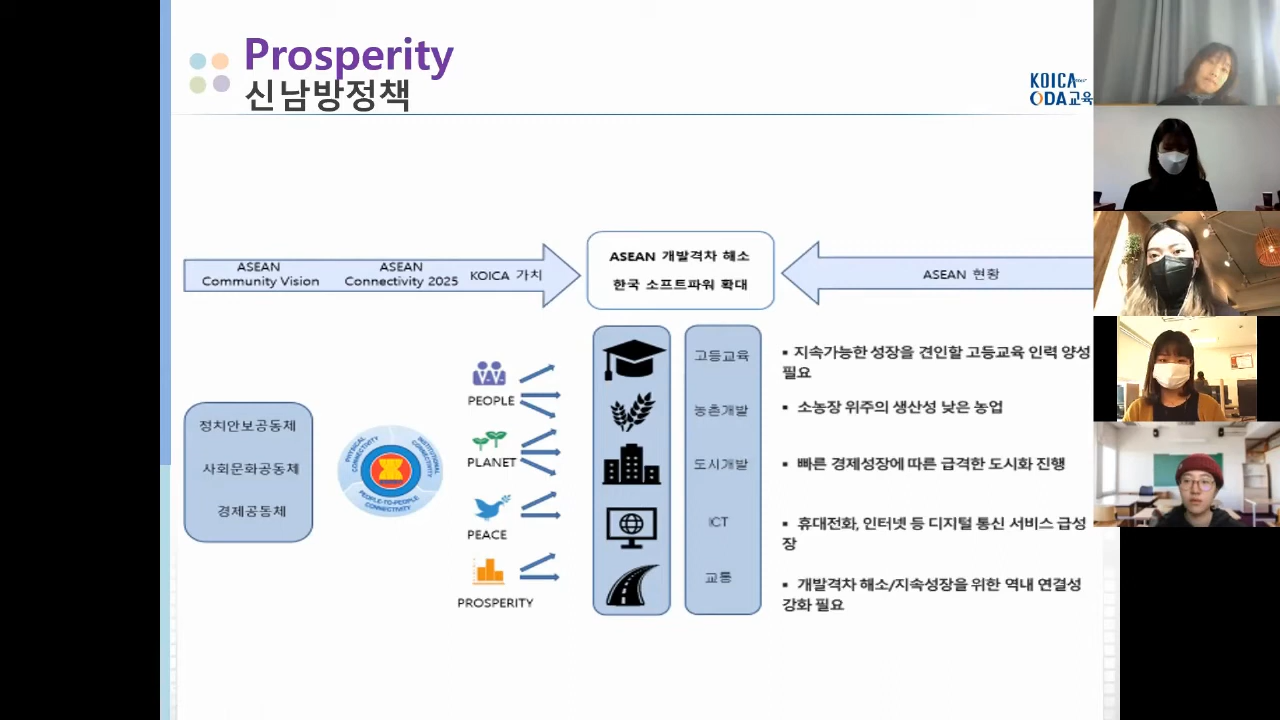 Prosperity
신남방정책
KOICA
ODA교육
ASEAN
Community Vision
ASEAN
Connectivity 2025
KOICA 가치
ASEAN 개발격차 해소
한국 소프트파워 확대
ASEAN 현황
정치안보공동체
사회문화공동체
경제공동체
PHYSICAL CONNECTIVITY
INSTITUTIONAL CONNECTIVITY
PEOPLE-TO-PEOPLE CONNECTIVITY
PEOPLE
PLANET
PEACE
PROSPERITY
고등교육
농촌개발
도시개발
ICT
교통
▪ 지속가능한 성장을 견인할 고등교육 인력 양성
필요
▪ 소농장 위주의 생산성 낮은 농업
▪ 빠른 경제성장에 따른 급격한 도시화 진행
▪ 휴대전화, 인터넷 등 디지털 통신 서비스 급성
장
▪ 개발격차 해소/지속성장을 위한 역내 연결성
강화 필요